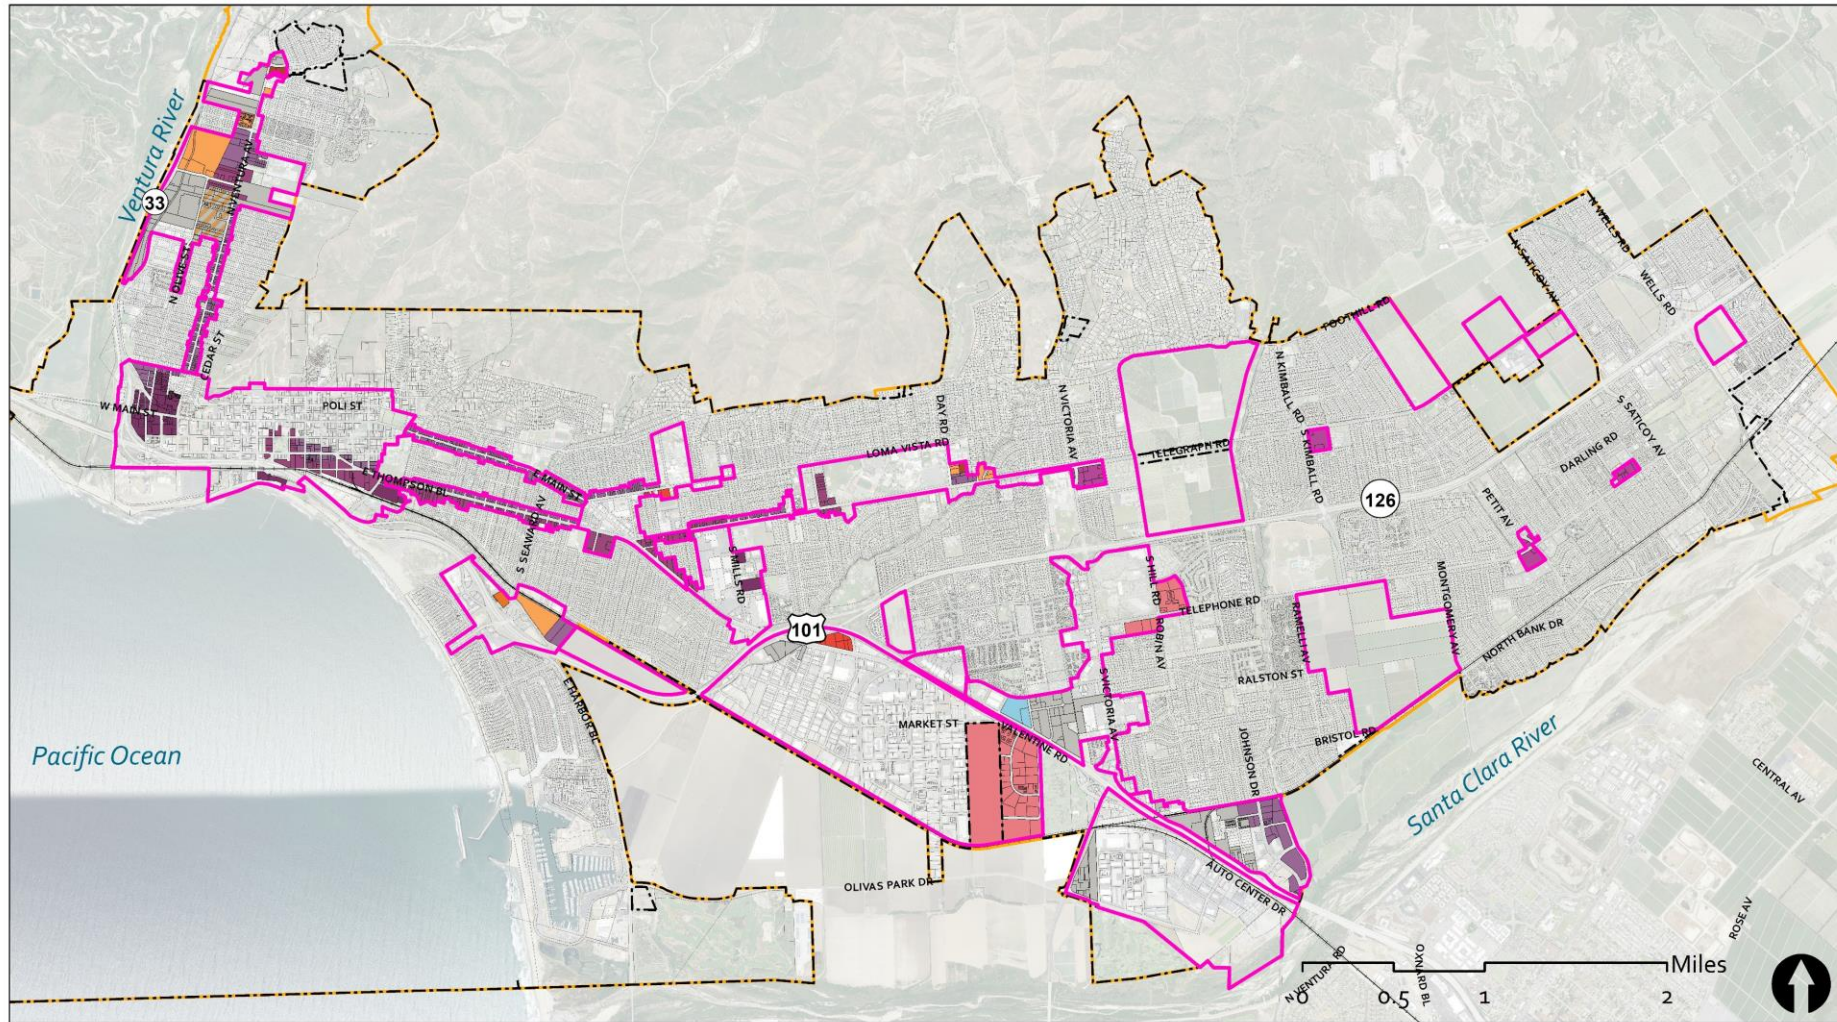 Ventura River
33
N VENTURA AV
N OLIVE ST
CEDAR ST
W MAIN ST
POLI ST
E THOMPSON BL
E MAIN ST
S SEAWARD AV
LOMA VISTA RD
DAY RD
N VICTORIA AV
TELEGRAPH RD
FOOTHILL RD
N KIMBALL RD
S KIMBALL RD
N SATICOY AV
N WELLS RD
WELLS RD
S SATICOY AV
DARLING RD
PETIT AV
126
S MILLS RD
101
S HILL RD
TELEPHONE RD
ROBIN AV
RAMELLI AV
MONTGOMERY AV
NORTH BANK DR
RALSTON ST
S VICTORIA AV
E HARBOR BL
MARKET ST
VALENTINE RD
BRISTOL RD
JOHNSON DR
Pacific Ocean
Santa Clara River
CENTRAL AV
OLIVAS PARK DR
AUTO CENTER DR
ROSE AV
N VENTURA RD
OXNARD BL
Miles
0 0.5 1 2